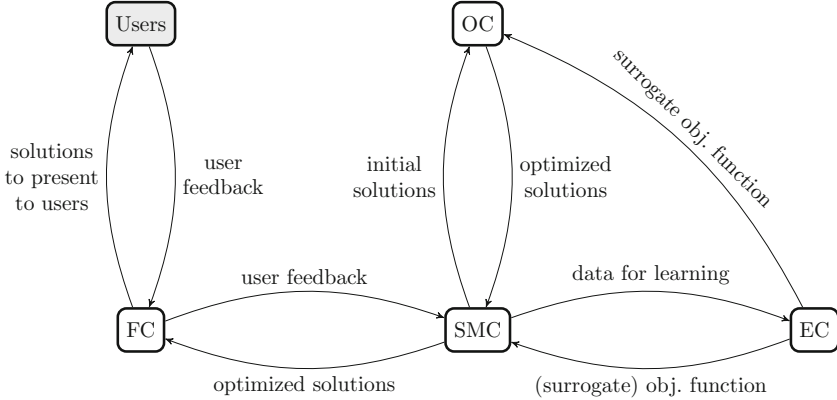 Users
OC
surrogate obj. function
solutions
to present
to users
user
feedback
initial
solutions
optimized
solutions
user feedback
data for learning
FC
SMC
EC
optimized solutions
(surrogate) obj. function